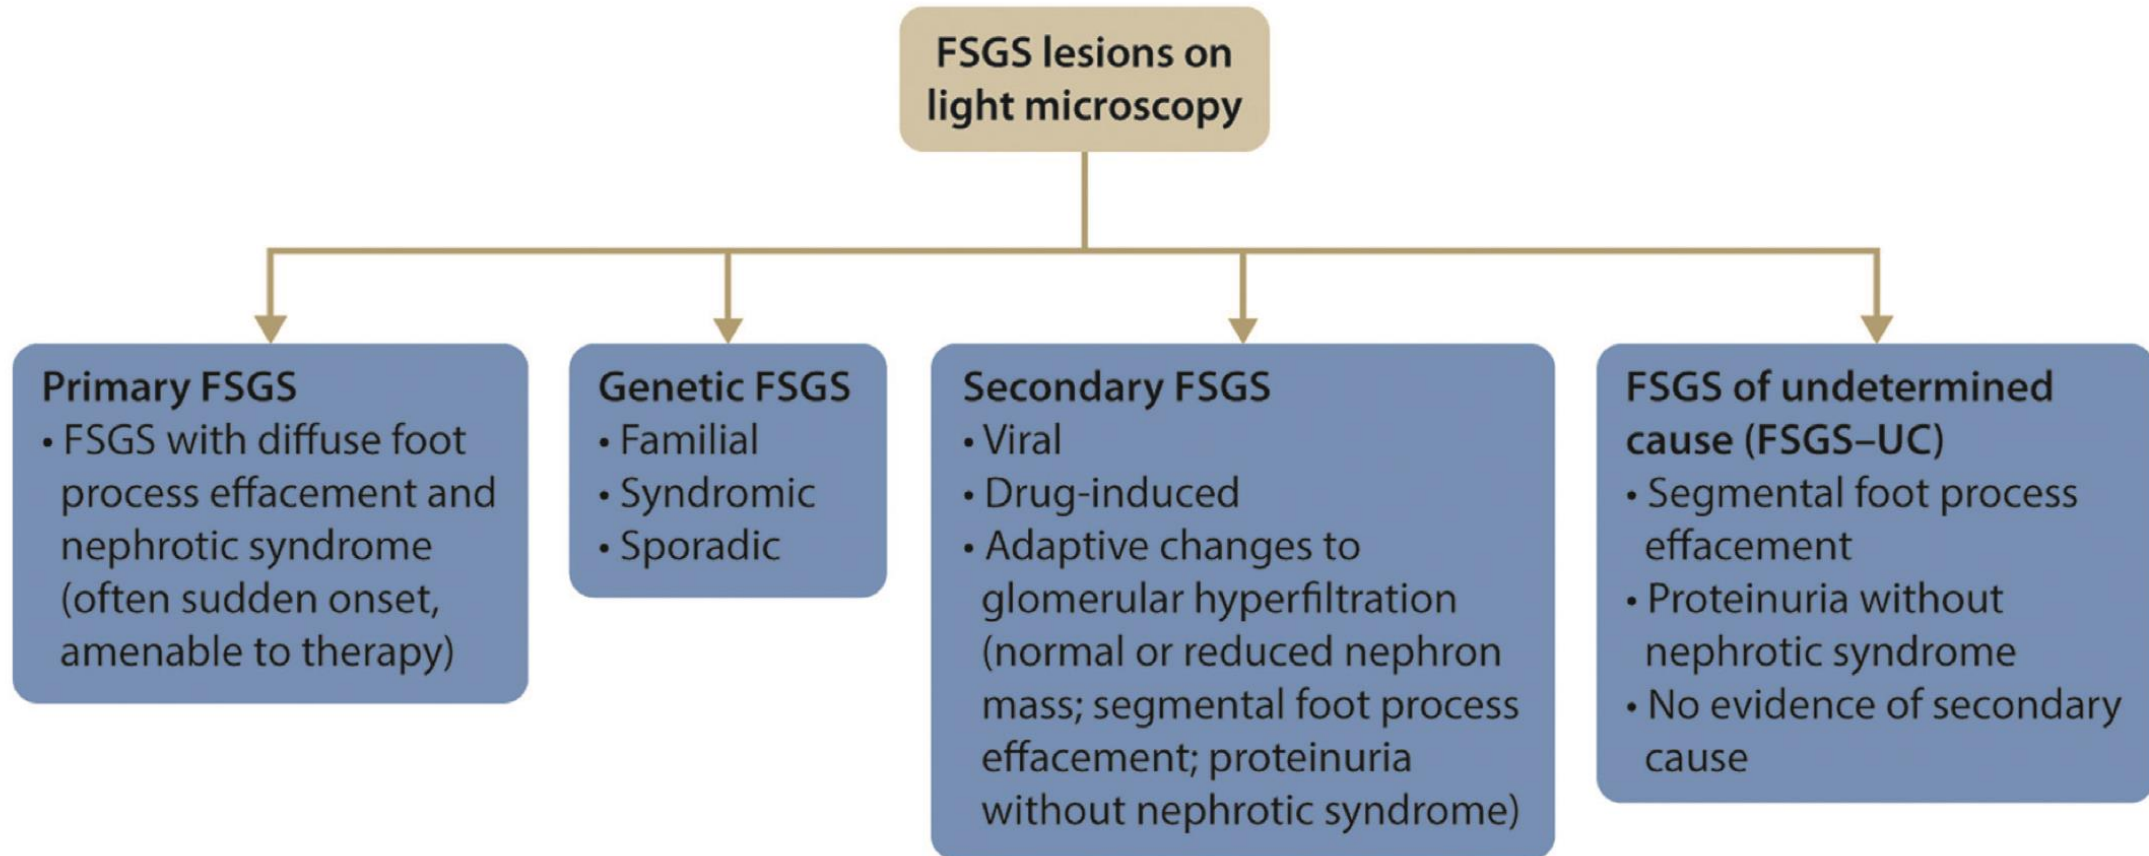 FSGS lesions on
light microscopy
Primary FSGS
• FSGS with diffuse foot
process effacement and
nephrotic syndrome
(often sudden onset,
amenable to therapy)
Genetic FSGS
• Familial
• Syndromic
• Sporadic
Secondary FSGS
• Viral
• Drug-induced
• Adaptive changes to
glomerular hyperfiltration
(normal or reduced nephron
mass; segmental foot process
effacement; proteinuria
without nephrotic syndrome)
FSGS of undetermined
cause (FSGS–UC)
• Segmental foot process
effacement
• Proteinuria without
nephrotic syndrome
• No evidence of secondary
cause